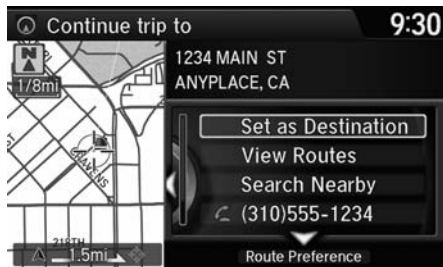 Continue trip to
9:30
N
1/8mi
1234 MAIN ST
ANYPLACE, CA
Set as Destination
View Routes
Search Nearby
(310)555-1234
218TH
1.5mi
Route Preference